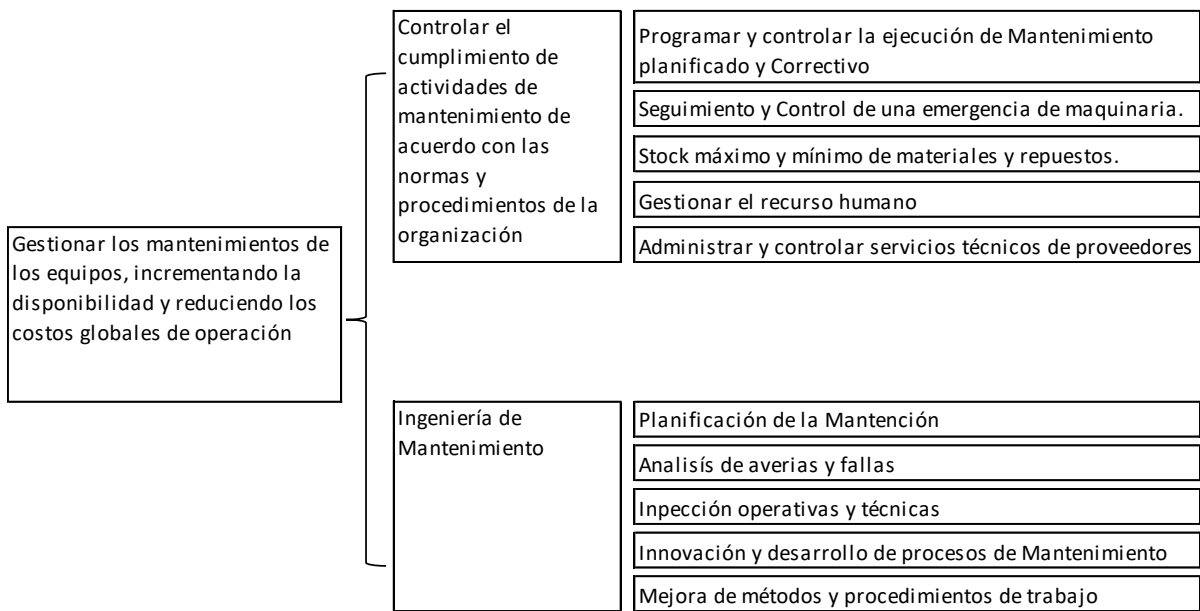 Gestionar los mantenimientos de
los equipos, incrementando la
disponibilidad y reduciendo los
costos globales de operación
Controlar el
cumplimiento de
actividades de
mantenimiento de
acuerdo con las
normas y
procedimientos de la
organización
Programar y controlar la ejecución de Mantenimiento
planificado y Correctivo
Seguimiento y Control de una emergencia de maquinaria.
Stock máximo y mínimo de materiales y repuestos.
Gestionar el recurso humano
Administrar y controlar servicios técnicos de proveedores
Ingeniería de
Mantenimiento
Planificación de la Mantención
Analisís de averias y fallas
Inpección operativas y técnicas
Innovación y desarrollo de procesos de Mantenimiento
Mejora de métodos y procedimientos de trabajo